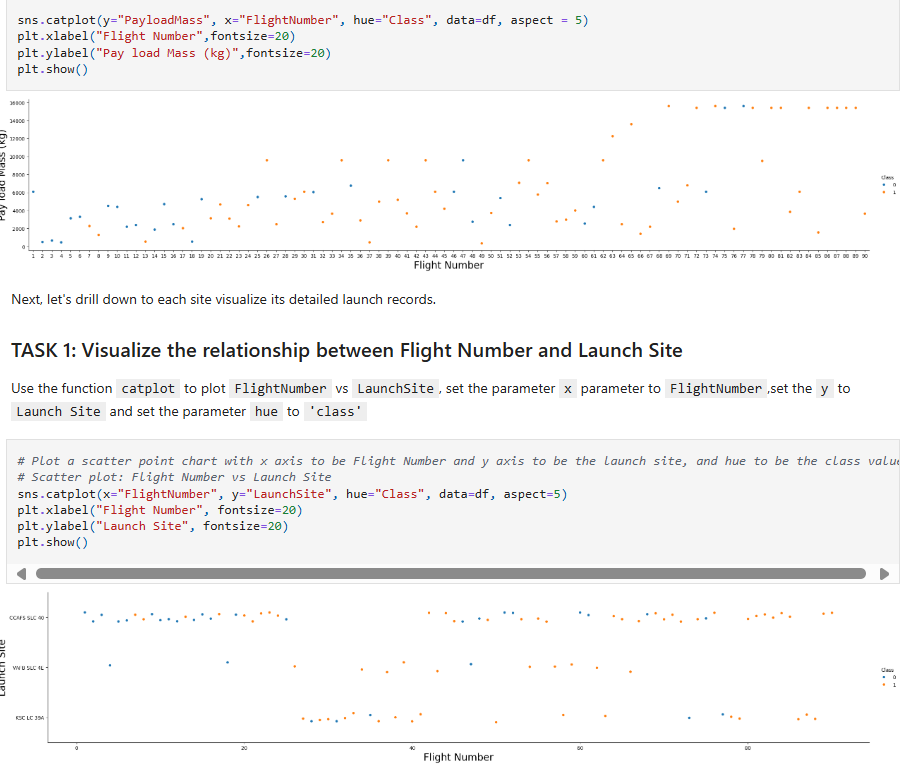 sns.catplot(y="PayloadMass", x="FlightNumber", hue="Class", data=df, aspect = 5)
plt.xlabel("Flight Number",fontsize=20)
plt.ylabel("Pay load Mass (kg)",fontsize=20)
plt.show()
16000
14000
12000
10000
8000
6000
4000
2000
0
Pay load Mass (kg)
1 2 3 4 5 6 7 8 9 10 11 12 13 14 15 16 17 18 19 20 21 22 23 24 25 26 27 28 29 30 31 32 33 34 35 36 37 38 39 40 41 42 43 44 45 46 47 48 49 50 51 52 53 54 55 56 57 58 59 60 61 62 63 64 65 66 67 68 69 70 71 72 73 74 75 76 77 78 79 80 81 82 83 84 85 86 87 88 89 90
Flight Number
Class
0
1
Next, let's drill down to each site visualize its detailed launch records.
TASK 1: Visualize the relationship between Flight Number and Launch Site
Use the function catplot to plot FlightNumber vs LaunchSite , set the parameter x parameter to FlightNumber ,set the y to
Launch Site and set the parameter hue to 'class'
# Plot a scatter point chart with x axis to be Flight Number and y axis to be the launch site, and hue to be the class value
# Scatter plot: Flight Number vs Launch Site
sns.catplot(x="FlightNumber", y="LaunchSite", hue="Class", data=df, aspect=5)
plt.xlabel("Flight Number", fontsize=20)
plt.ylabel("Launch Site", fontsize=20)
plt.show()
CCAFS SLC 40
VAFB SLC 4E
KSC LC 39A
Launch Site
0 20 40 60 80
Flight Number
Class
0
1